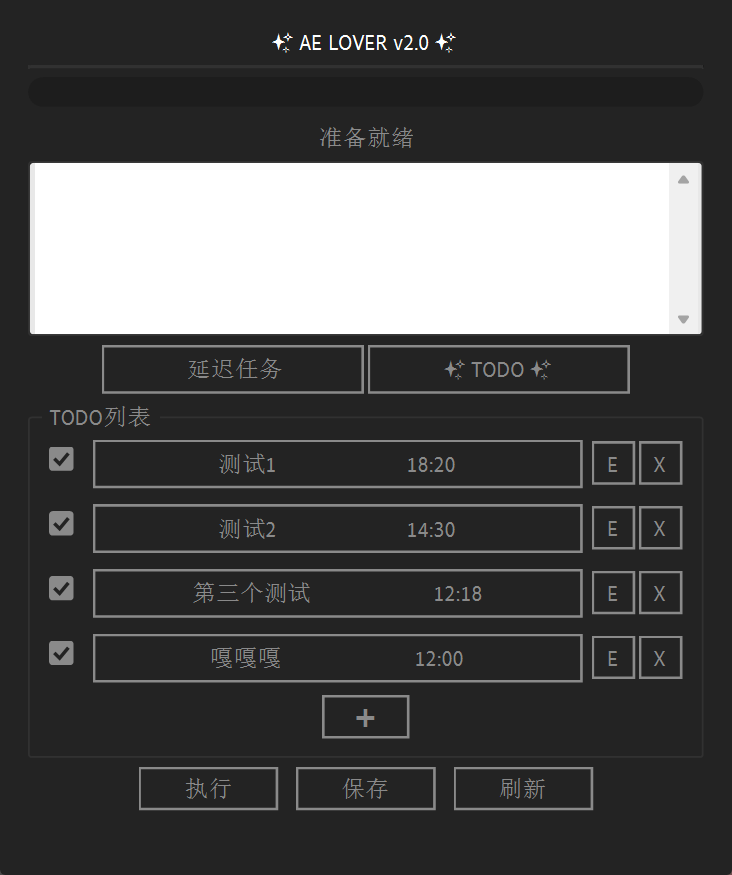 AE LOVER v2.0
准备就绪
延迟任务 TODO
TODO列表
测试1 18:20 E X
测试2 14:30 E X
第三个测试 12:18 E X
嘎嘎嘎 12:00 E X
+
执行 保存 刷新